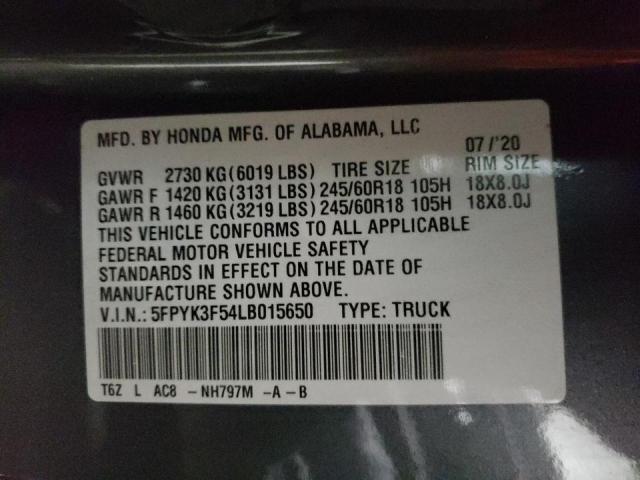 MFD. BY HONDA MFG. OF ALABAMA, LLC 07/'20
GVWR 2730 KG(6019 LBS) TIRE SIZE RIM SIZE
GAWR F 1420 KG(3131 LBS) 245/60R18 105H 18X8.0J
GAWR R 1460 KG(3219 LBS) 245/60R18 105H 18X8.0J
THIS VEHICLE CONFORMS TO ALL APPLICABLE
FEDERAL MOTOR VEHICLE SAFETY
STANDARDS IN EFFECT ON THE DATE OF
MANUFACTURE SHOWN ABOVE.
V.I.N.: 5FPYK3F54LB015650 TYPE: TRUCK
T6Z L AC8 -NH797M -A-B